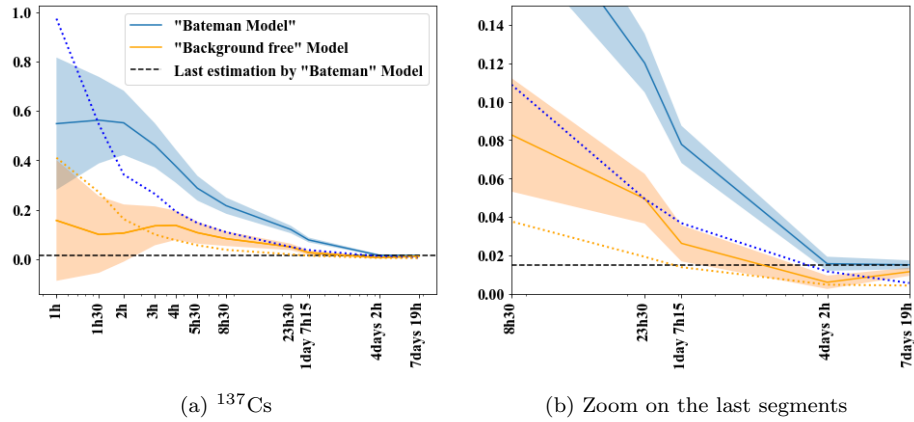 1.0
0.8
0.6
0.4
0.2
0.0
"Bateman Model"
"Background free" Model
Last estimation by "Bateman" Model
1h
1h30
2h
3h
4h
5h30
8h30
23h30
1day 7h15
4days 2h
7days 19h
(a) ¹³⁷Cs
0.14
0.12
0.10
0.08
0.06
0.04
0.02
0.00
8h30
23h30
1day 7h15
4days 2h
7days 19h
(b) Zoom on the last segments